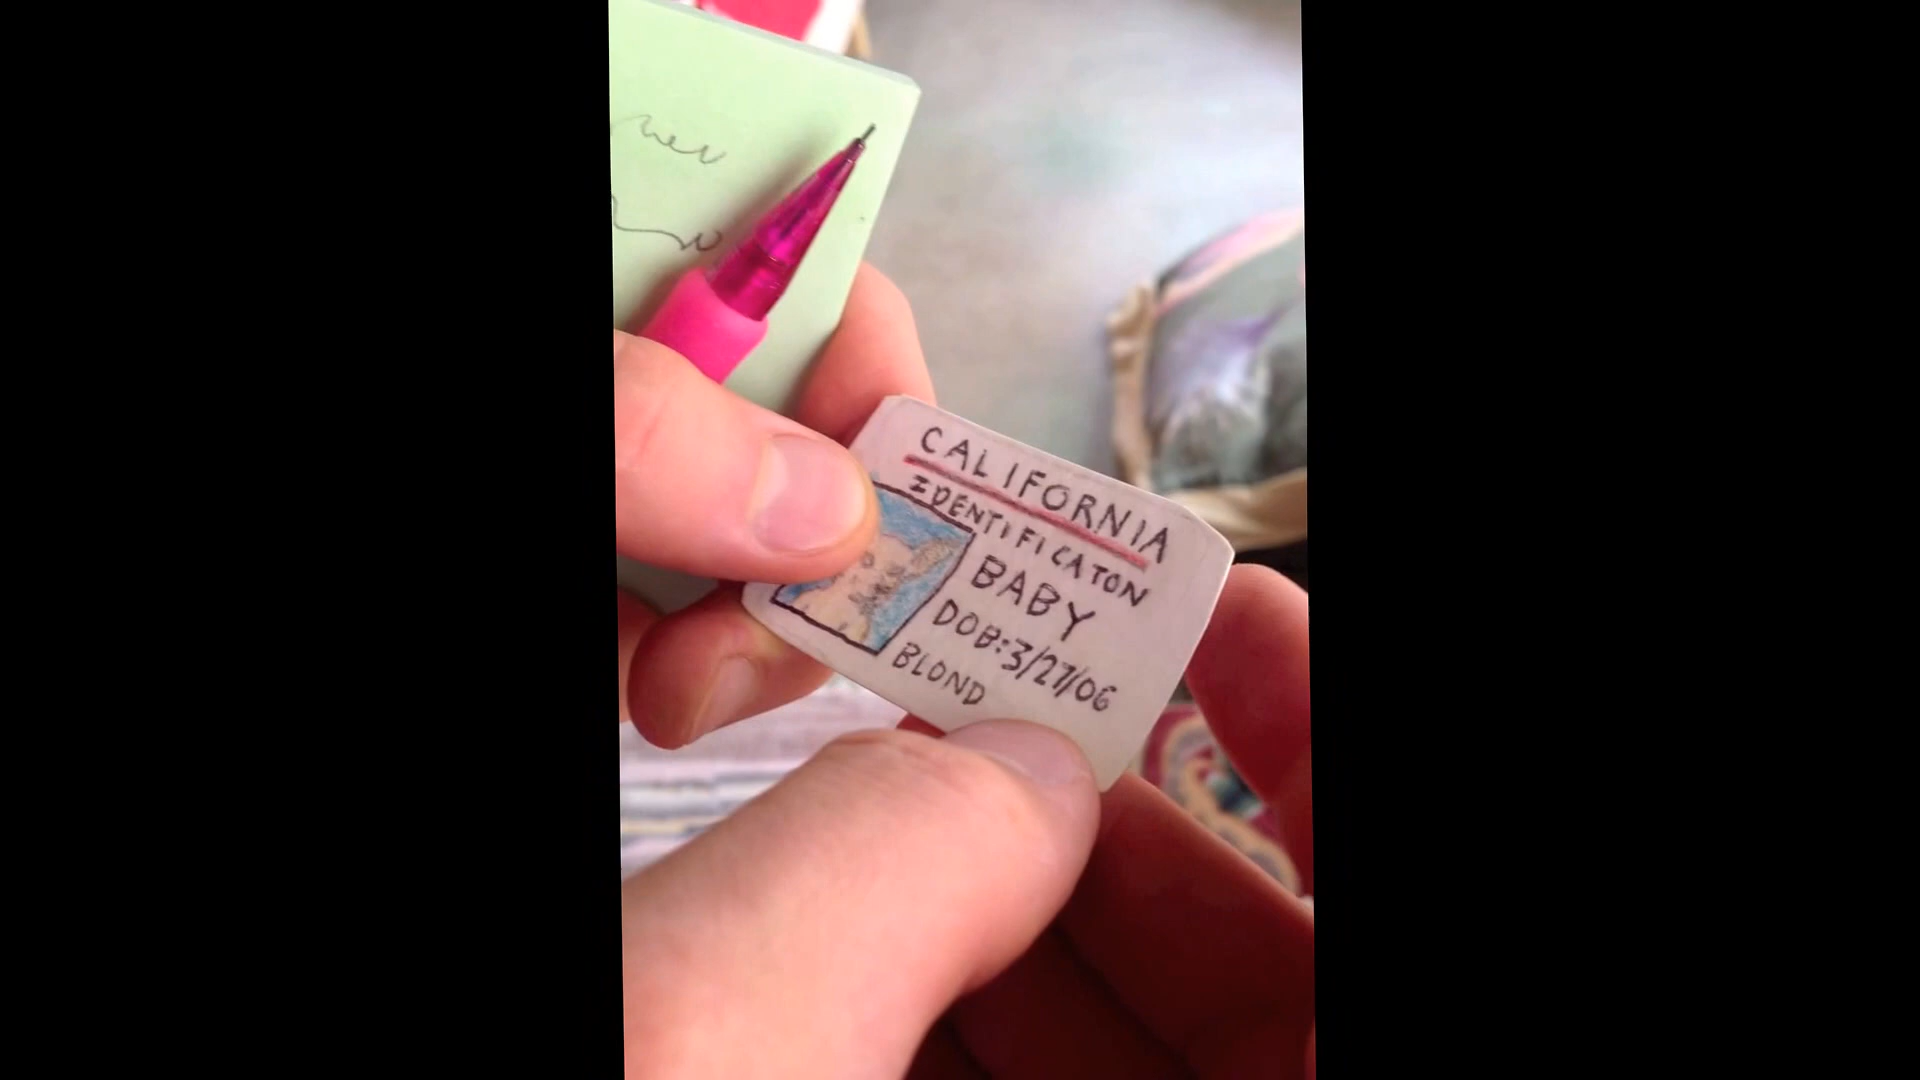 CALIFORNIA
IDENTIFICATON
BABY
DOB:3/27/06
BLOND